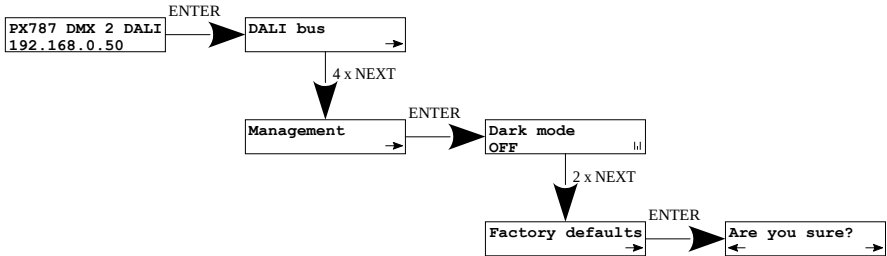 ENTER
PX787 DMX 2 DALI
192.168.0.50
DALI bus
4 x NEXT
Management
ENTER
Dark mode
OFF
2 x NEXT
Factory defaults
ENTER
Are you sure?